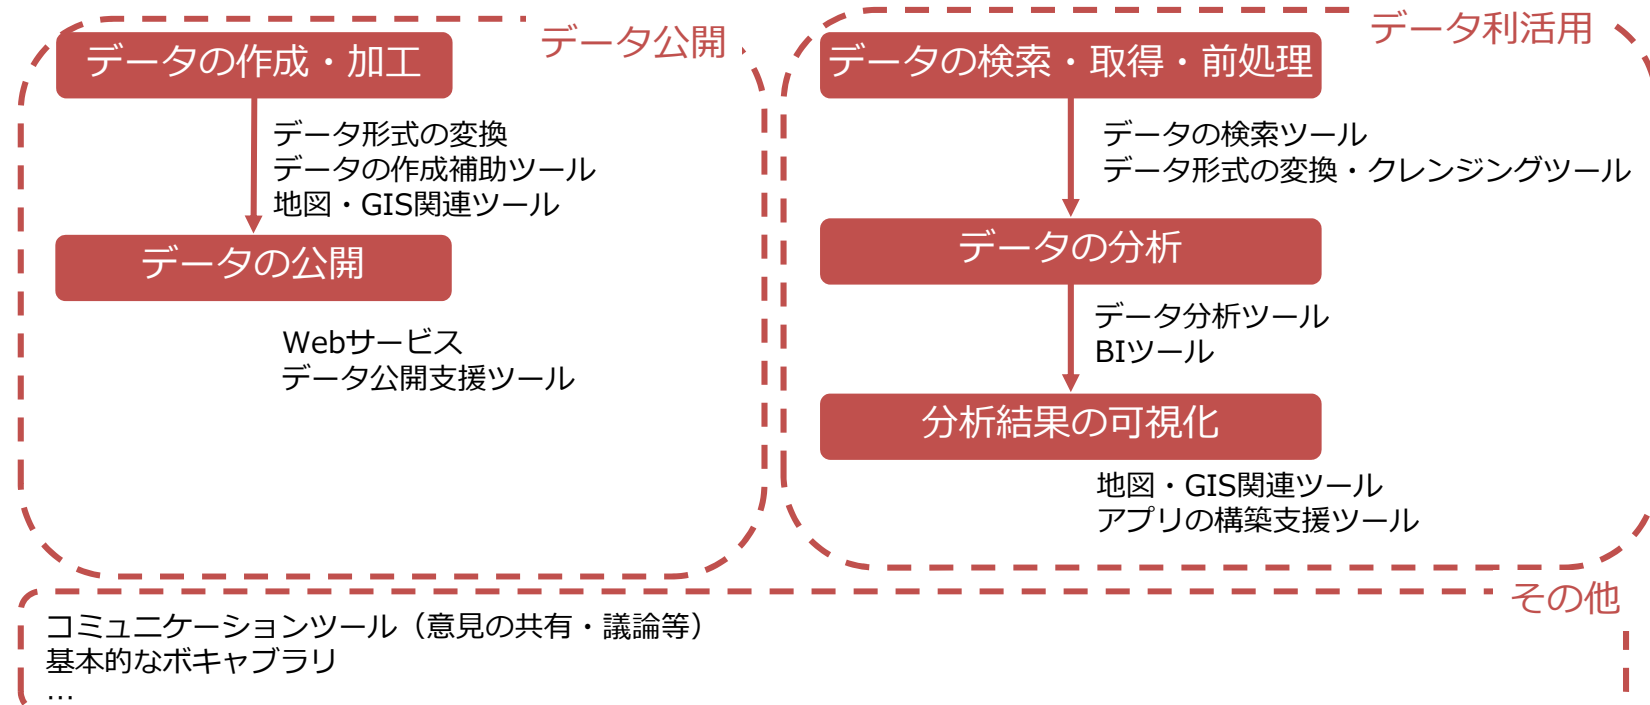 データ公開
データの作成・加工
データ形式の変換
データの作成補助ツール
地図・GIS関連ツール
データの公開
Webサービス
データ公開支援ツール
データ利活用
データの検索・取得・前処理
データの検索ツール
データ形式の変換・クレンジングツール
データの分析
データ分析ツール
BIツール
分析結果の可視化
地図・GIS関連ツール
アプリの構築支援ツール
その他
コミュニケーションツール（意見の共有・議論等）
基本的なボキャブラリ
…